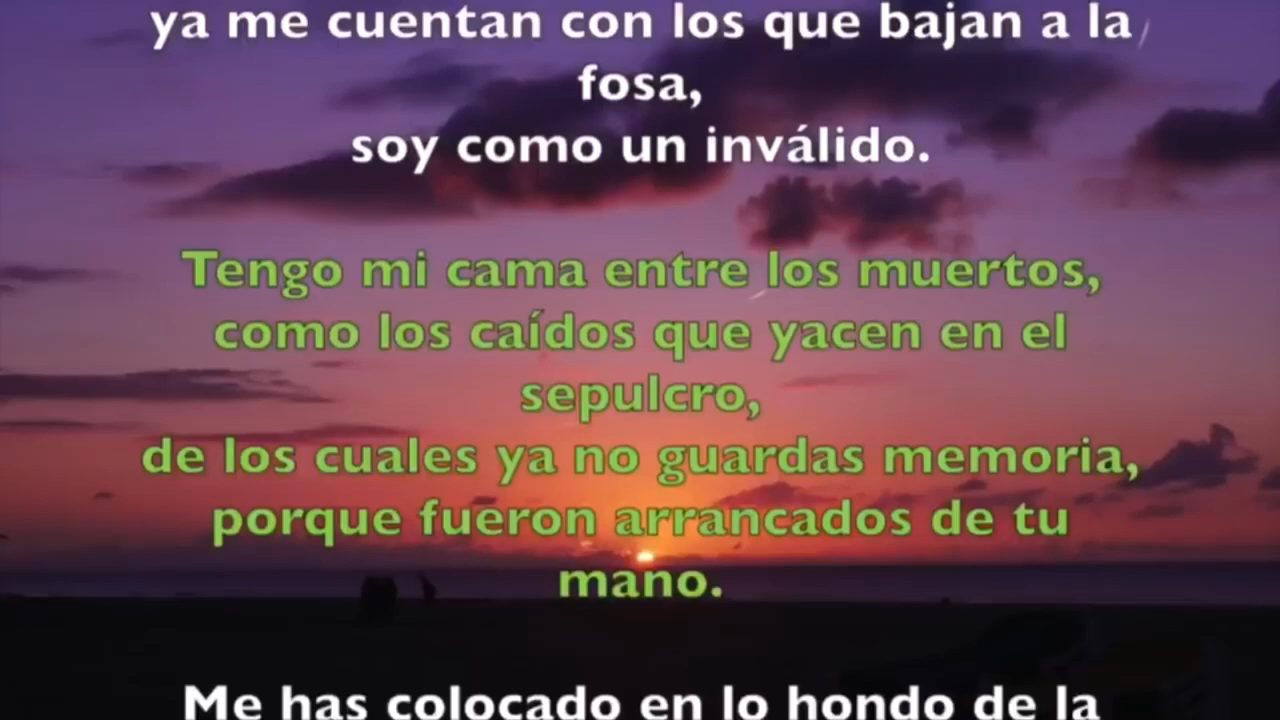 ya me cuentan con los que bajan a la
fosa,
soy como un inválido.
Tengo mi cama entre los muertos,
como los caídos que yacen en el
sepulcro,
de los cuales ya no guardas memoria,
porque fueron arrancados de tu
mano.
Me has colocado en lo hondo de la